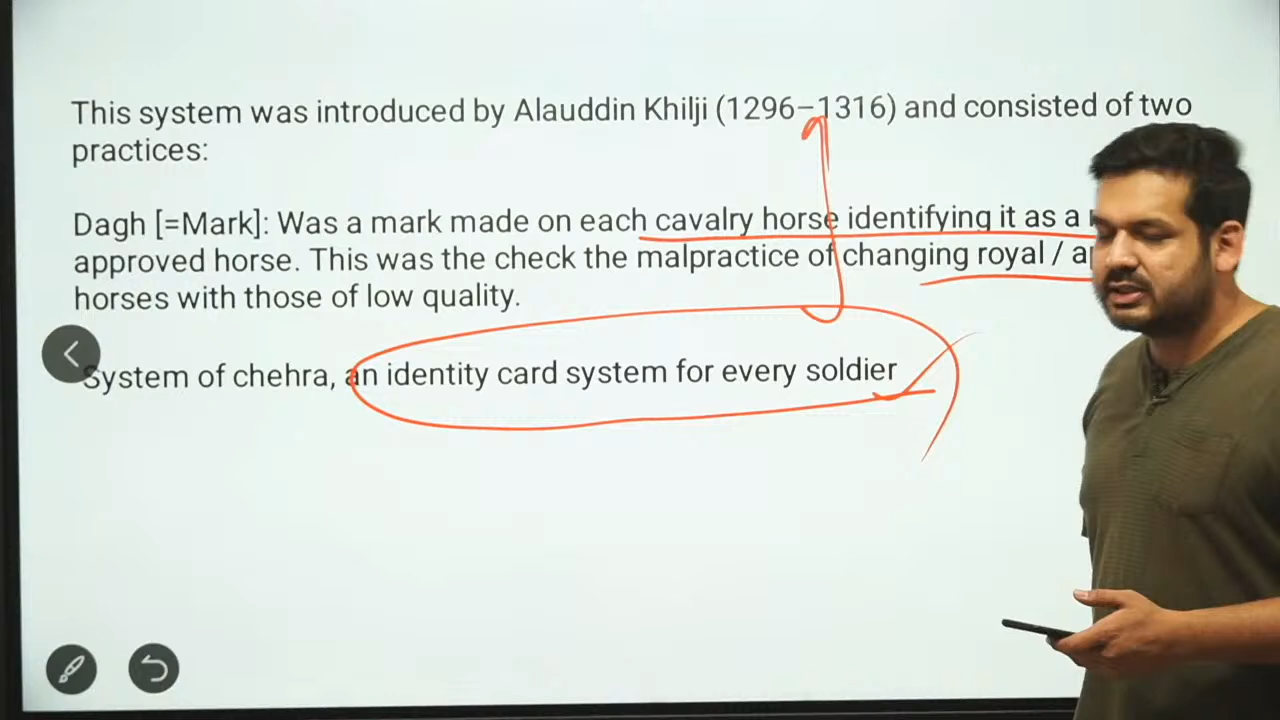 This system was introduced by Alauddin Khilji (1296–1316) and consisted of two
practices:
Dagh [=Mark]: Was a mark made on each cavalry horse identifying it as a
approved horse. This was the check the malpractice of changing royal /
horses with those of low quality.
System of chehra, an identity card system for every soldier